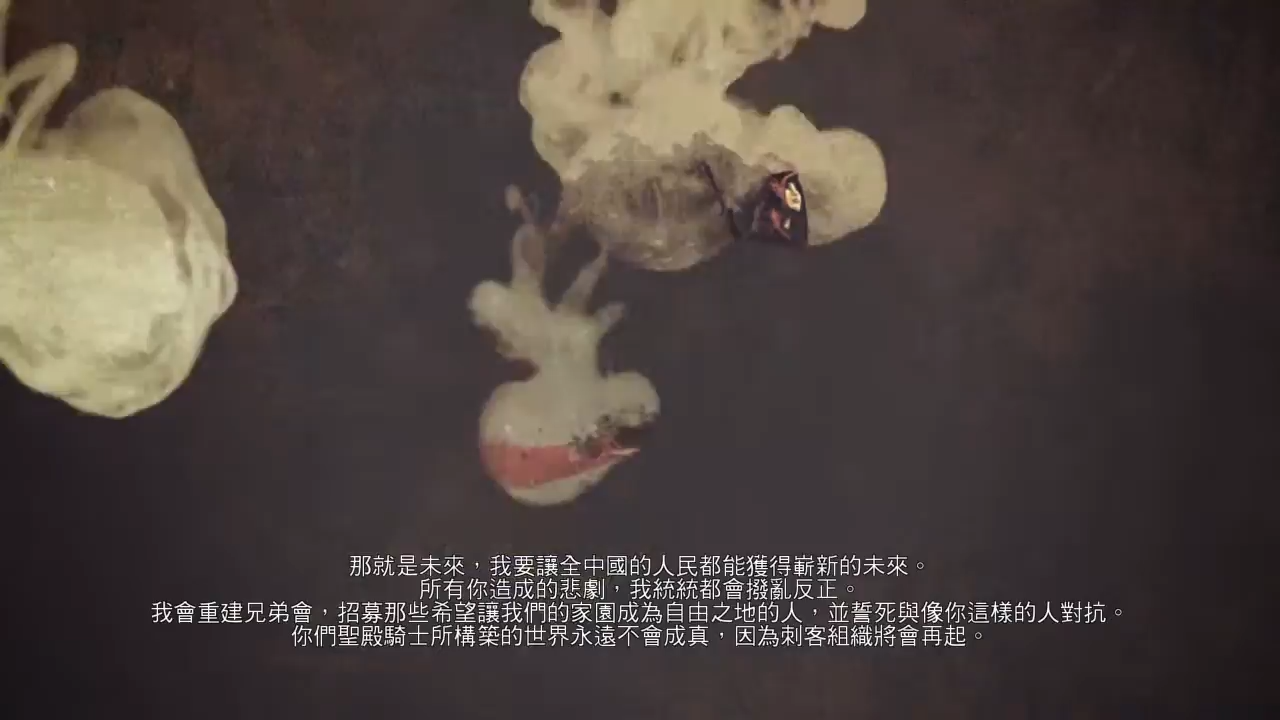 那就是未來，我要讓全中國的人民都能獲得嶄新的未來。
所有你造成的悲劇，我統統都會撥亂反正。
我會重建兄弟會，招募那些希望讓我們的家園成為自由之地的人，並誓死與像你這樣的人對抗。
你們聖殿騎士所構築的世界永遠不會成真，因為刺客組織將會再起。